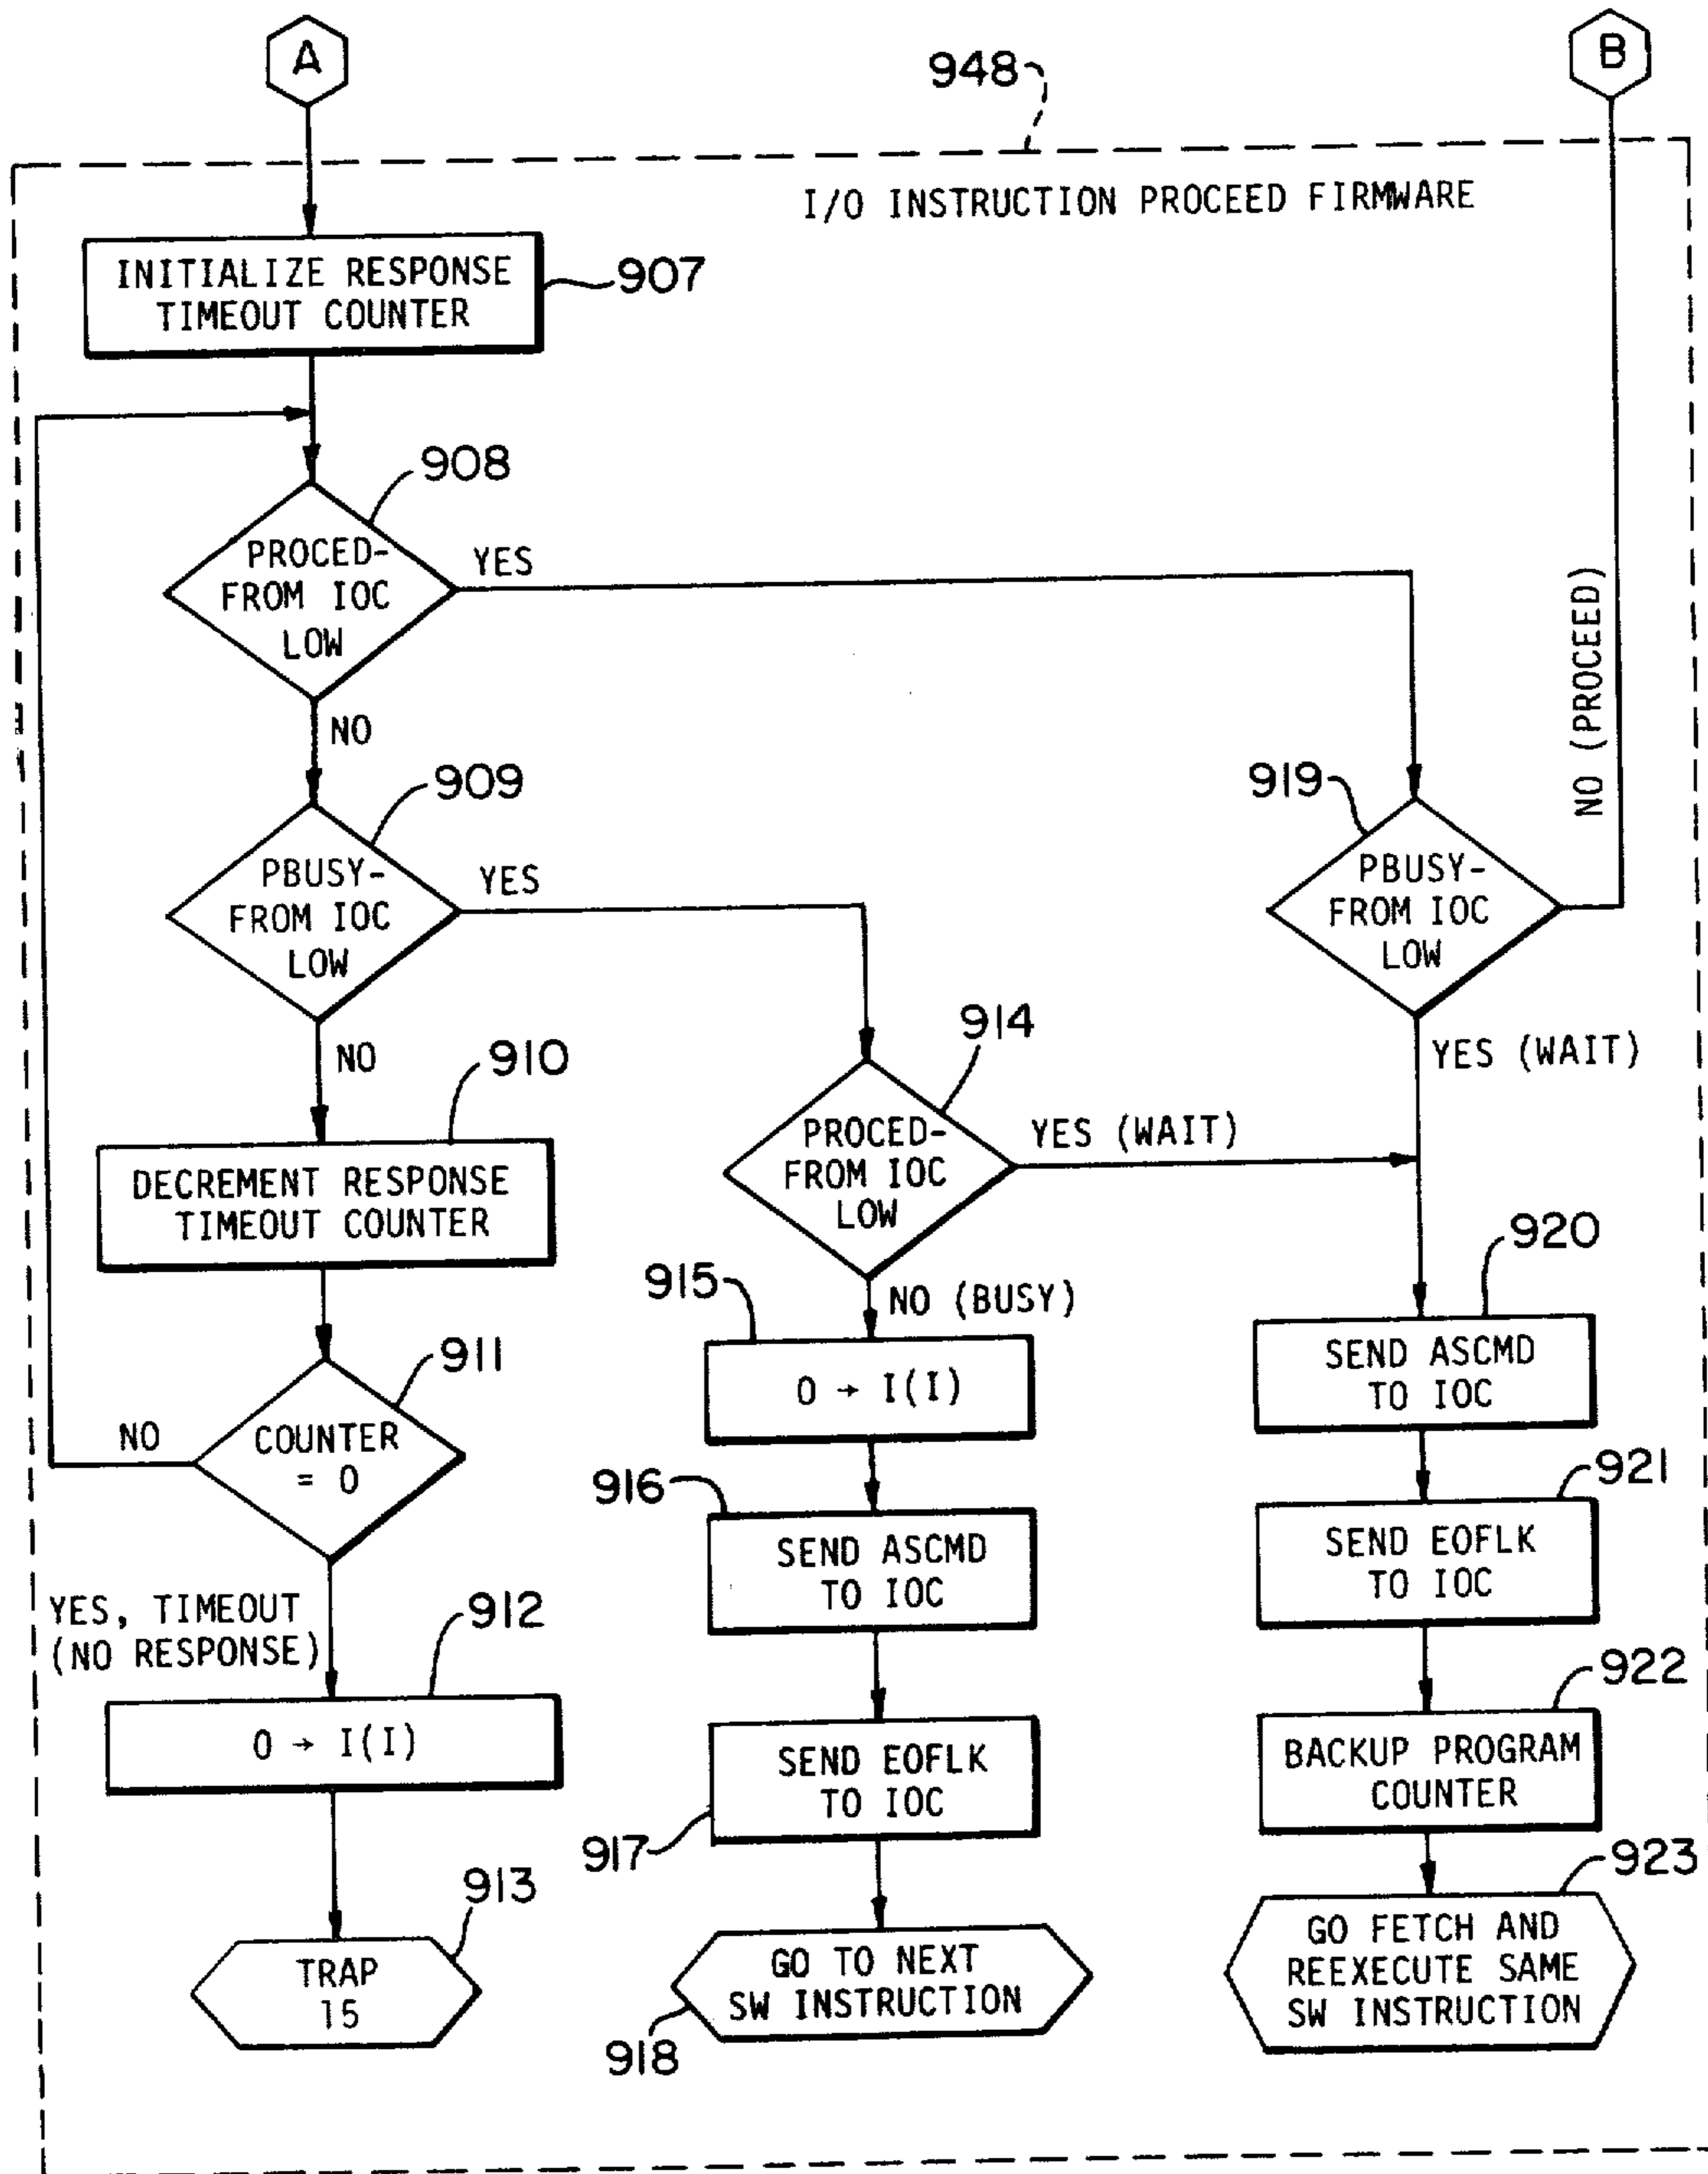 A
948
B
I/O INSTRUCTION PROCEED FIRMWARE
INITIALIZE RESPONSE
TIMEOUT COUNTER
907
908
PROCED-
FROM IOC
LOW
YES
NO
NO (PROCEED)
909
PBUSY-
FROM IOC
LOW
YES
NO
919
PBUSY-
FROM IOC
LOW
YES (WAIT)
910
DECREMENT RESPONSE
TIMEOUT COUNTER
914
PROCED-
FROM IOC
LOW
YES (WAIT)
NO (BUSY)
911
COUNTER
= 0
NO
YES, TIMEOUT
(NO RESPONSE)
912
0 → I(I)
913
TRAP
15
915
0 → I(I)
916
SEND ASCMD
TO IOC
SEND EOFLK
TO IOC
917
GO TO NEXT
SW INSTRUCTION
918
920
SEND ASCMD
TO IOC
921
SEND EOFLK
TO IOC
922
BACKUP PROGRAM
COUNTER
923
GO FETCH AND
REEXECUTE SAME
SW INSTRUCTION